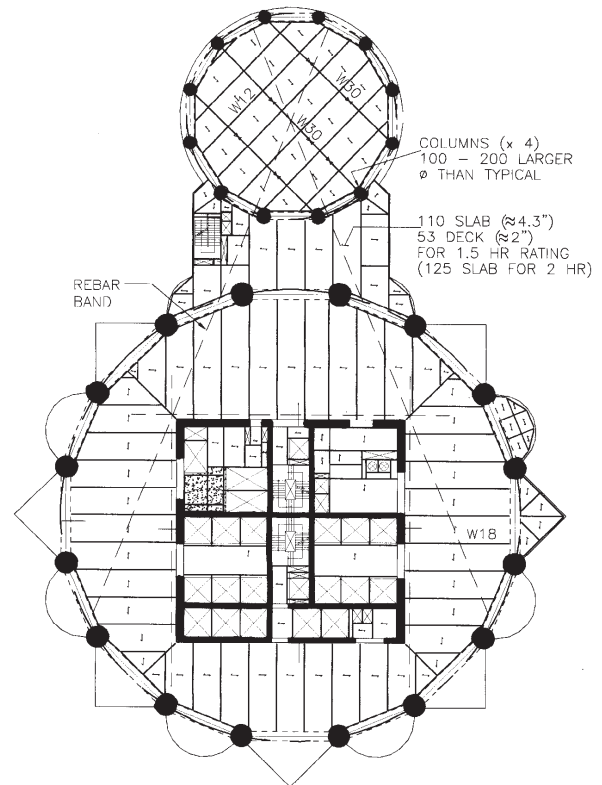 W30
W12
W30
COLUMNS (x 4)
100 - 200 LARGER
ø THAN TYPICAL
110 SLAB (≈4.3")
53 DECK (≈2")
FOR 1.5 HR RATING
(125 SLAB FOR 2 HR)
REBAR
BAND
W18